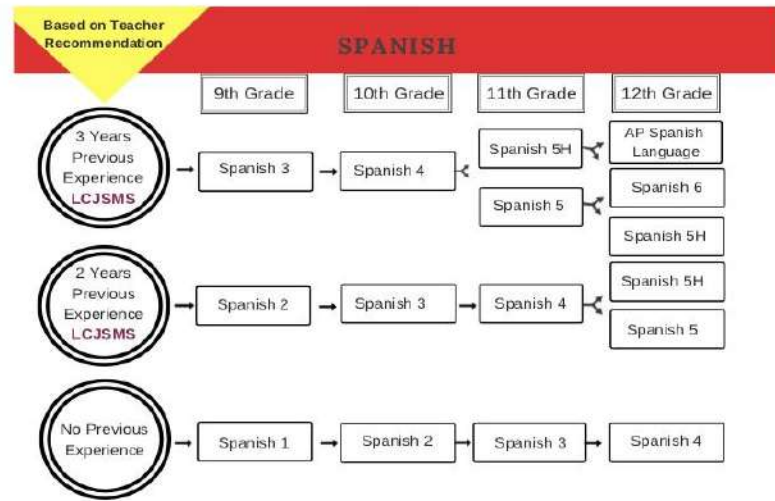 Based on Teacher
Recommendation
SPANISH
9th Grade
10th Grade
11th Grade
12th Grade
3 Years
Previous
Experience
LCJSMS
Spanish 3
Spanish 4
Spanish 5H
Spanish 5
AP Spanish
Language
Spanish 6
Spanish 5H
2 Years
Previous
Experience
LCJSMS
Spanish 2
Spanish 3
Spanish 4
Spanish 5H
Spanish 5
No Previous
Experience
Spanish 1
Spanish 2
Spanish 3
Spanish 4